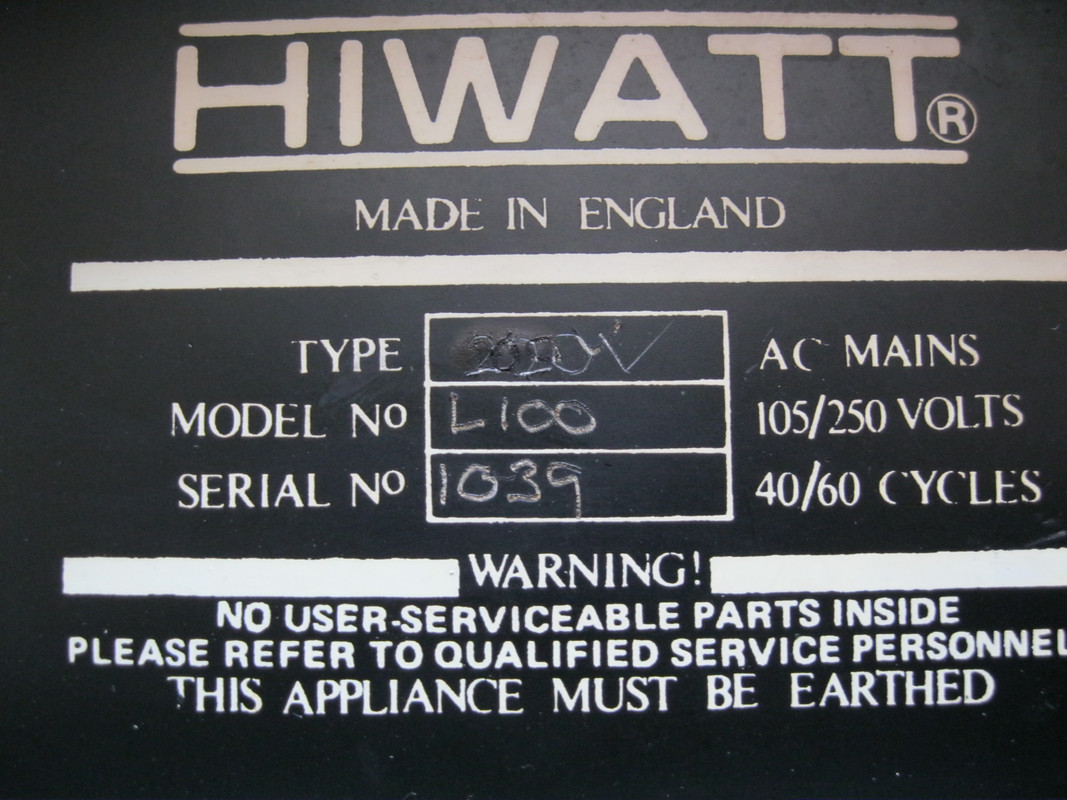 HIWATT®
MADE IN ENGLAND
TYPE AC MAINS
MODEL No L100 105/250 VOLTS
SERIAL No 1039 40/60 CYCLES
WARNING!
NO USER-SERVICEABLE PARTS INSIDE
PLEASE REFER TO QUALIFIED SERVICE PERSONNEL
THIS APPLIANCE MUST BE EARTHED